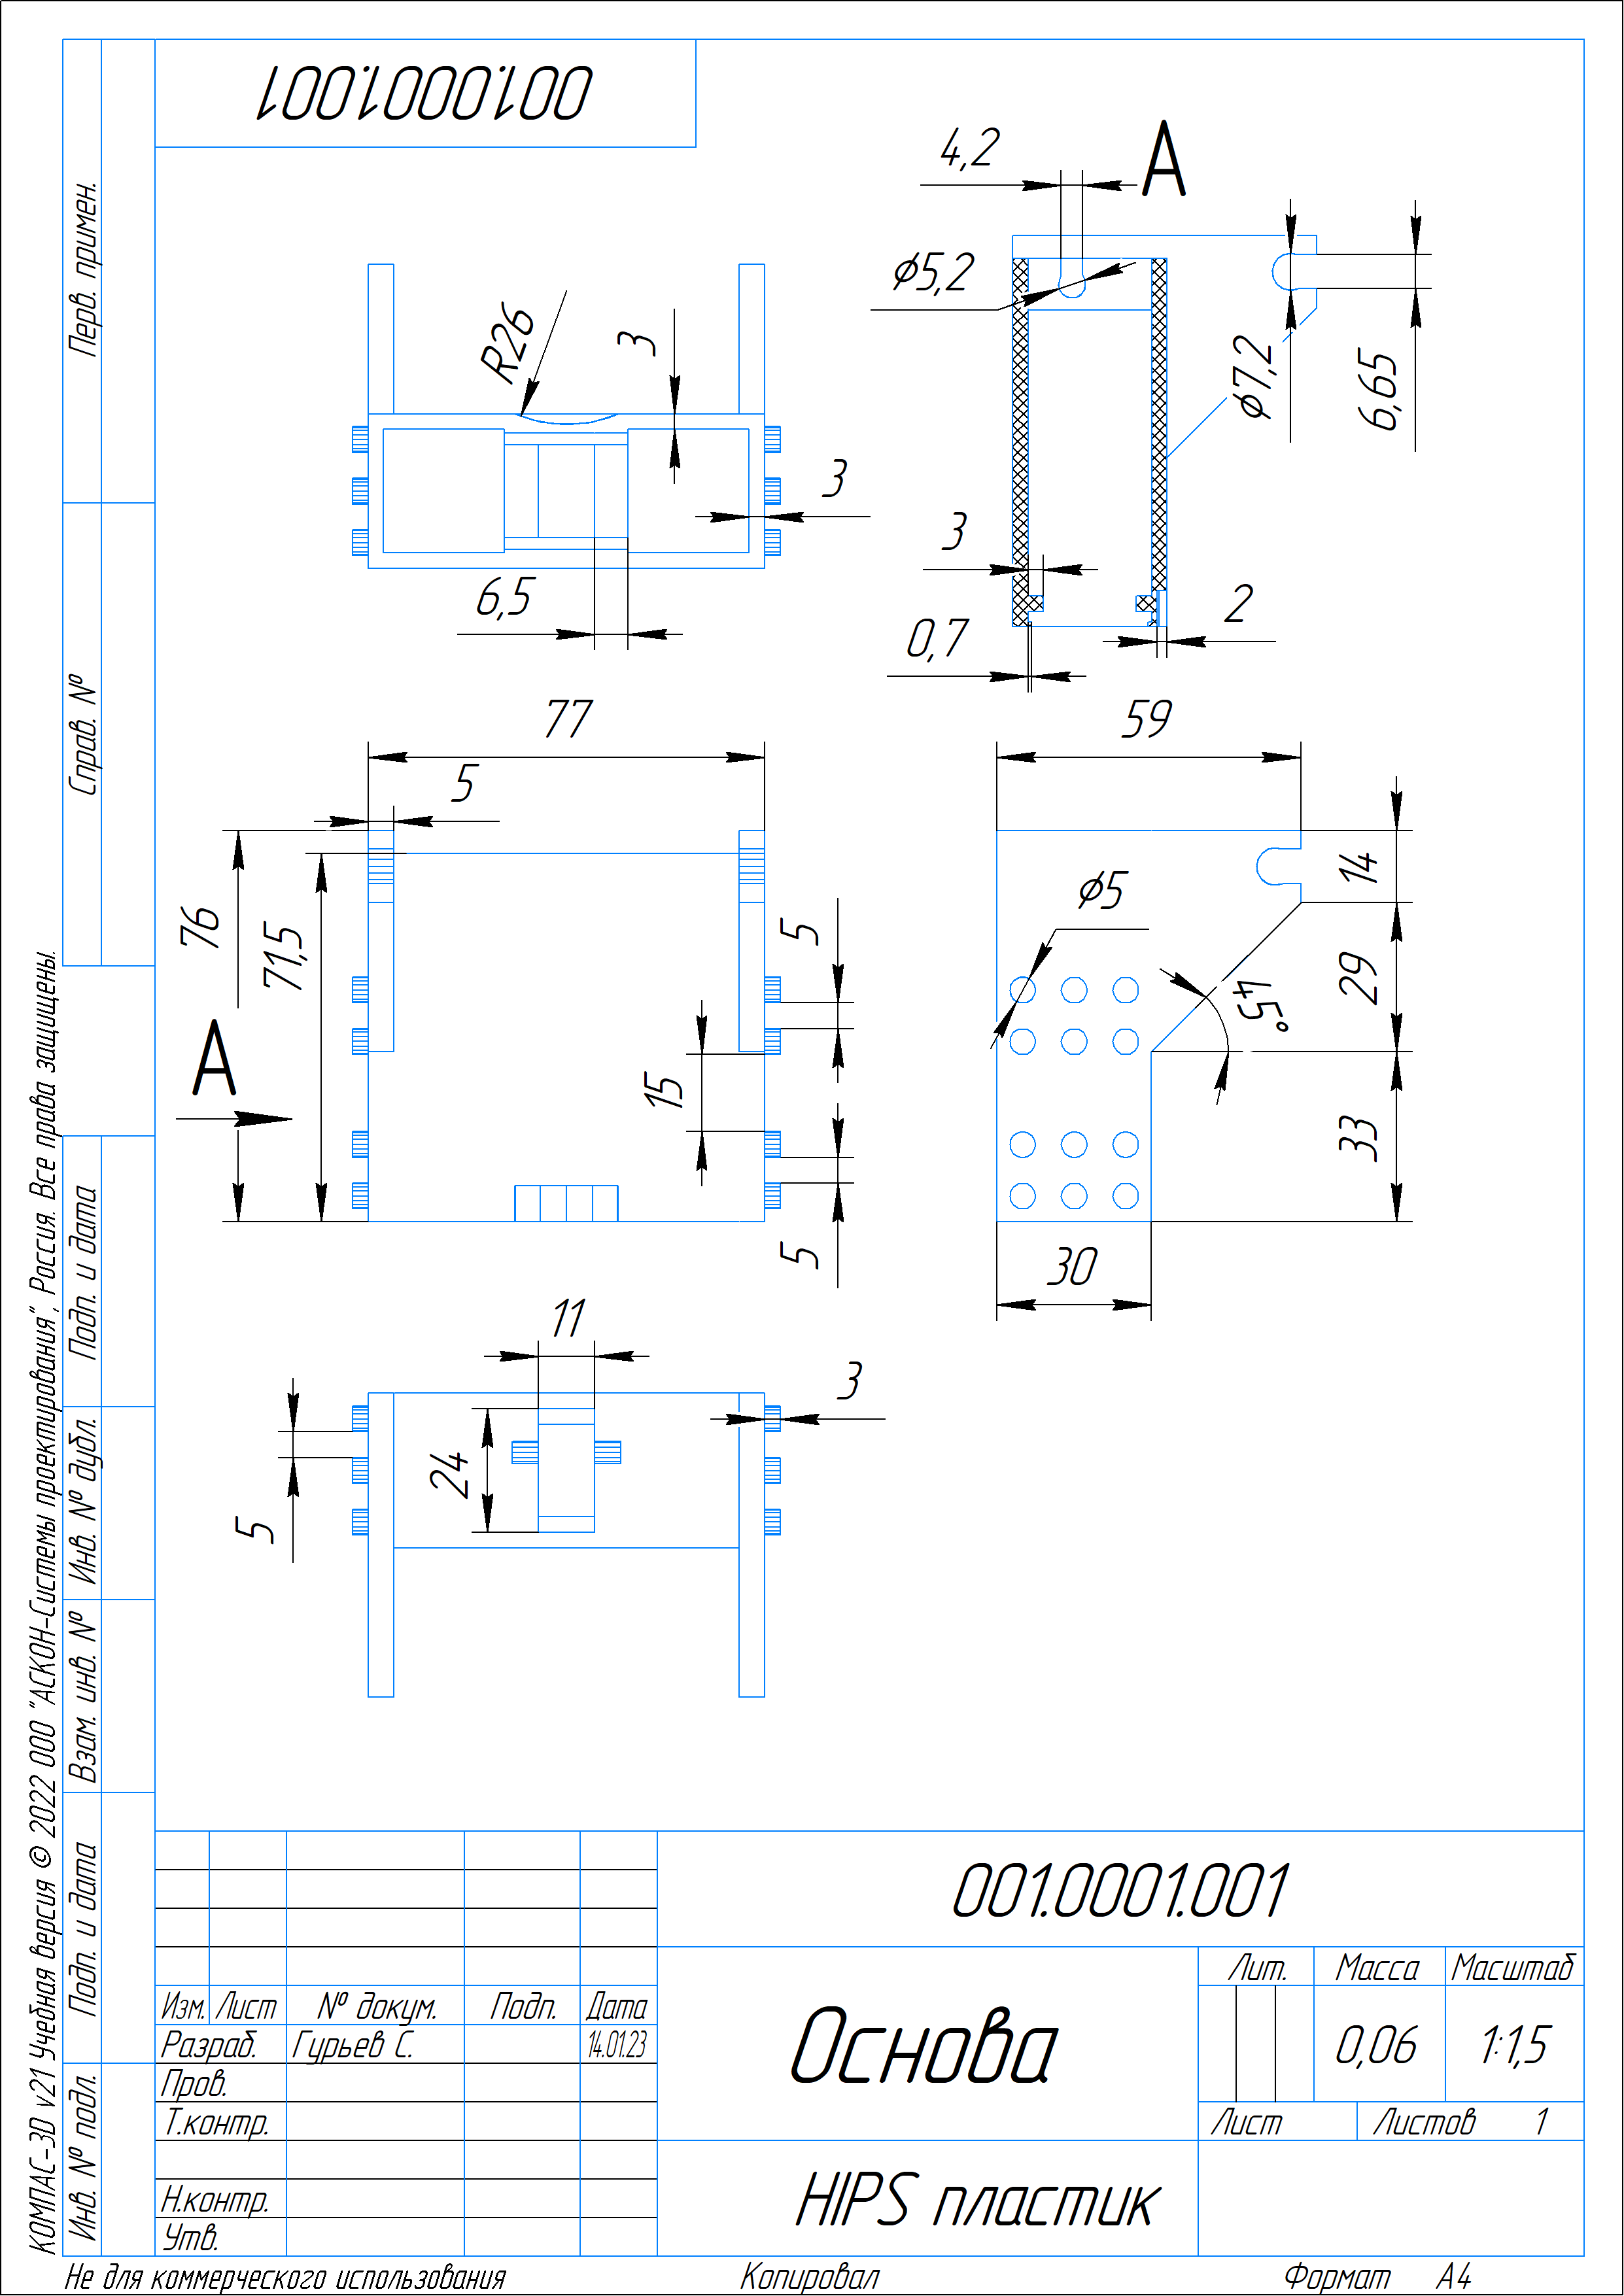 001.0001.001
Перв. примен.
Справ. №
Подп. и дата
Инв. № дубл.
Взам. инв. №
Подп. и дата
Инв. № подл.
КОМПАС-3D v21 Учебная версия © 2022 ООО "АСКОН-Системы проектирования", Россия. Все права защищены.
4,2
А
⌀5,2
R26
3
3
6,5
⌀7,2
6,65
3
2
0,7
77
5
76
71,5
А
5
15
5
5
59
⌀5
14
29
45°
33
30
11
3
24
5
001.0001.001
Изм. Лист № докум. Подп. Дата
Разраб. Гурьев С. 14.01.23
Пров.
Т.контр.
Н.контр.
Утв.
Основа
Лит. Масса Масштаб
0,06 1:1,5
Лист Листов 1
HIPS пластик
Не для коммерческого использования Копировал Формат А4